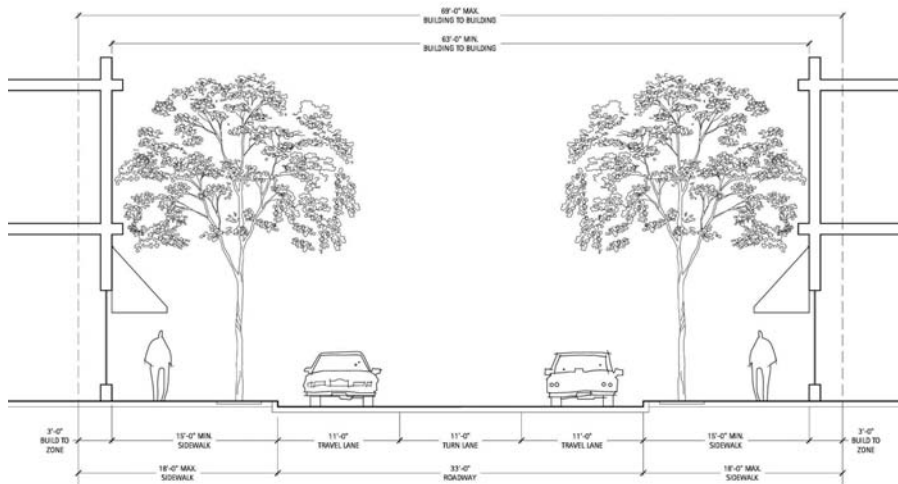 69'-0" MAX.
BUILDING TO BUILDING
63'-0" MIN.
BUILDING TO BUILDING
3'-0"
BUILD TO
ZONE
15'-0" MIN.
SIDEWALK
11'-0"
TRAVEL LANE
11'-0"
TURN LANE
11'-0"
TRAVEL LANE
15'-0" MIN.
SIDEWALK
3'-0"
BUILD TO
ZONE
18'-0" MAX.
SIDEWALK
33'-0"
ROADWAY
18'-0" MAX.
SIDEWALK